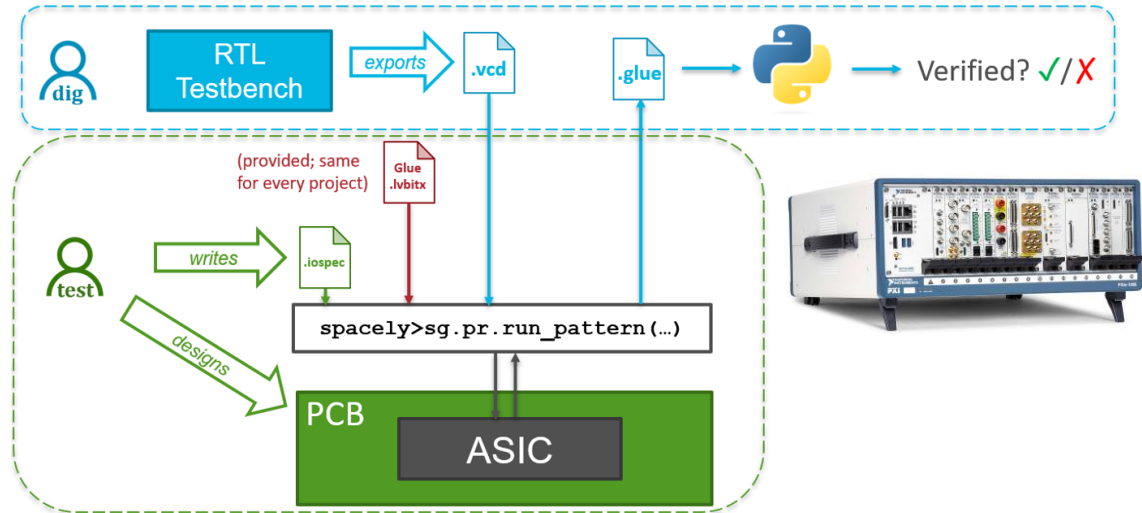 dig
RTL
Testbench
exports
.vcd
.glue
Verified? ✓/X
(provided; same
for every project)
Glue
.lvbitx
test
writes
.iospec
spacely>sg.pr.run_pattern(…)
designs
PCB
ASIC
PXI